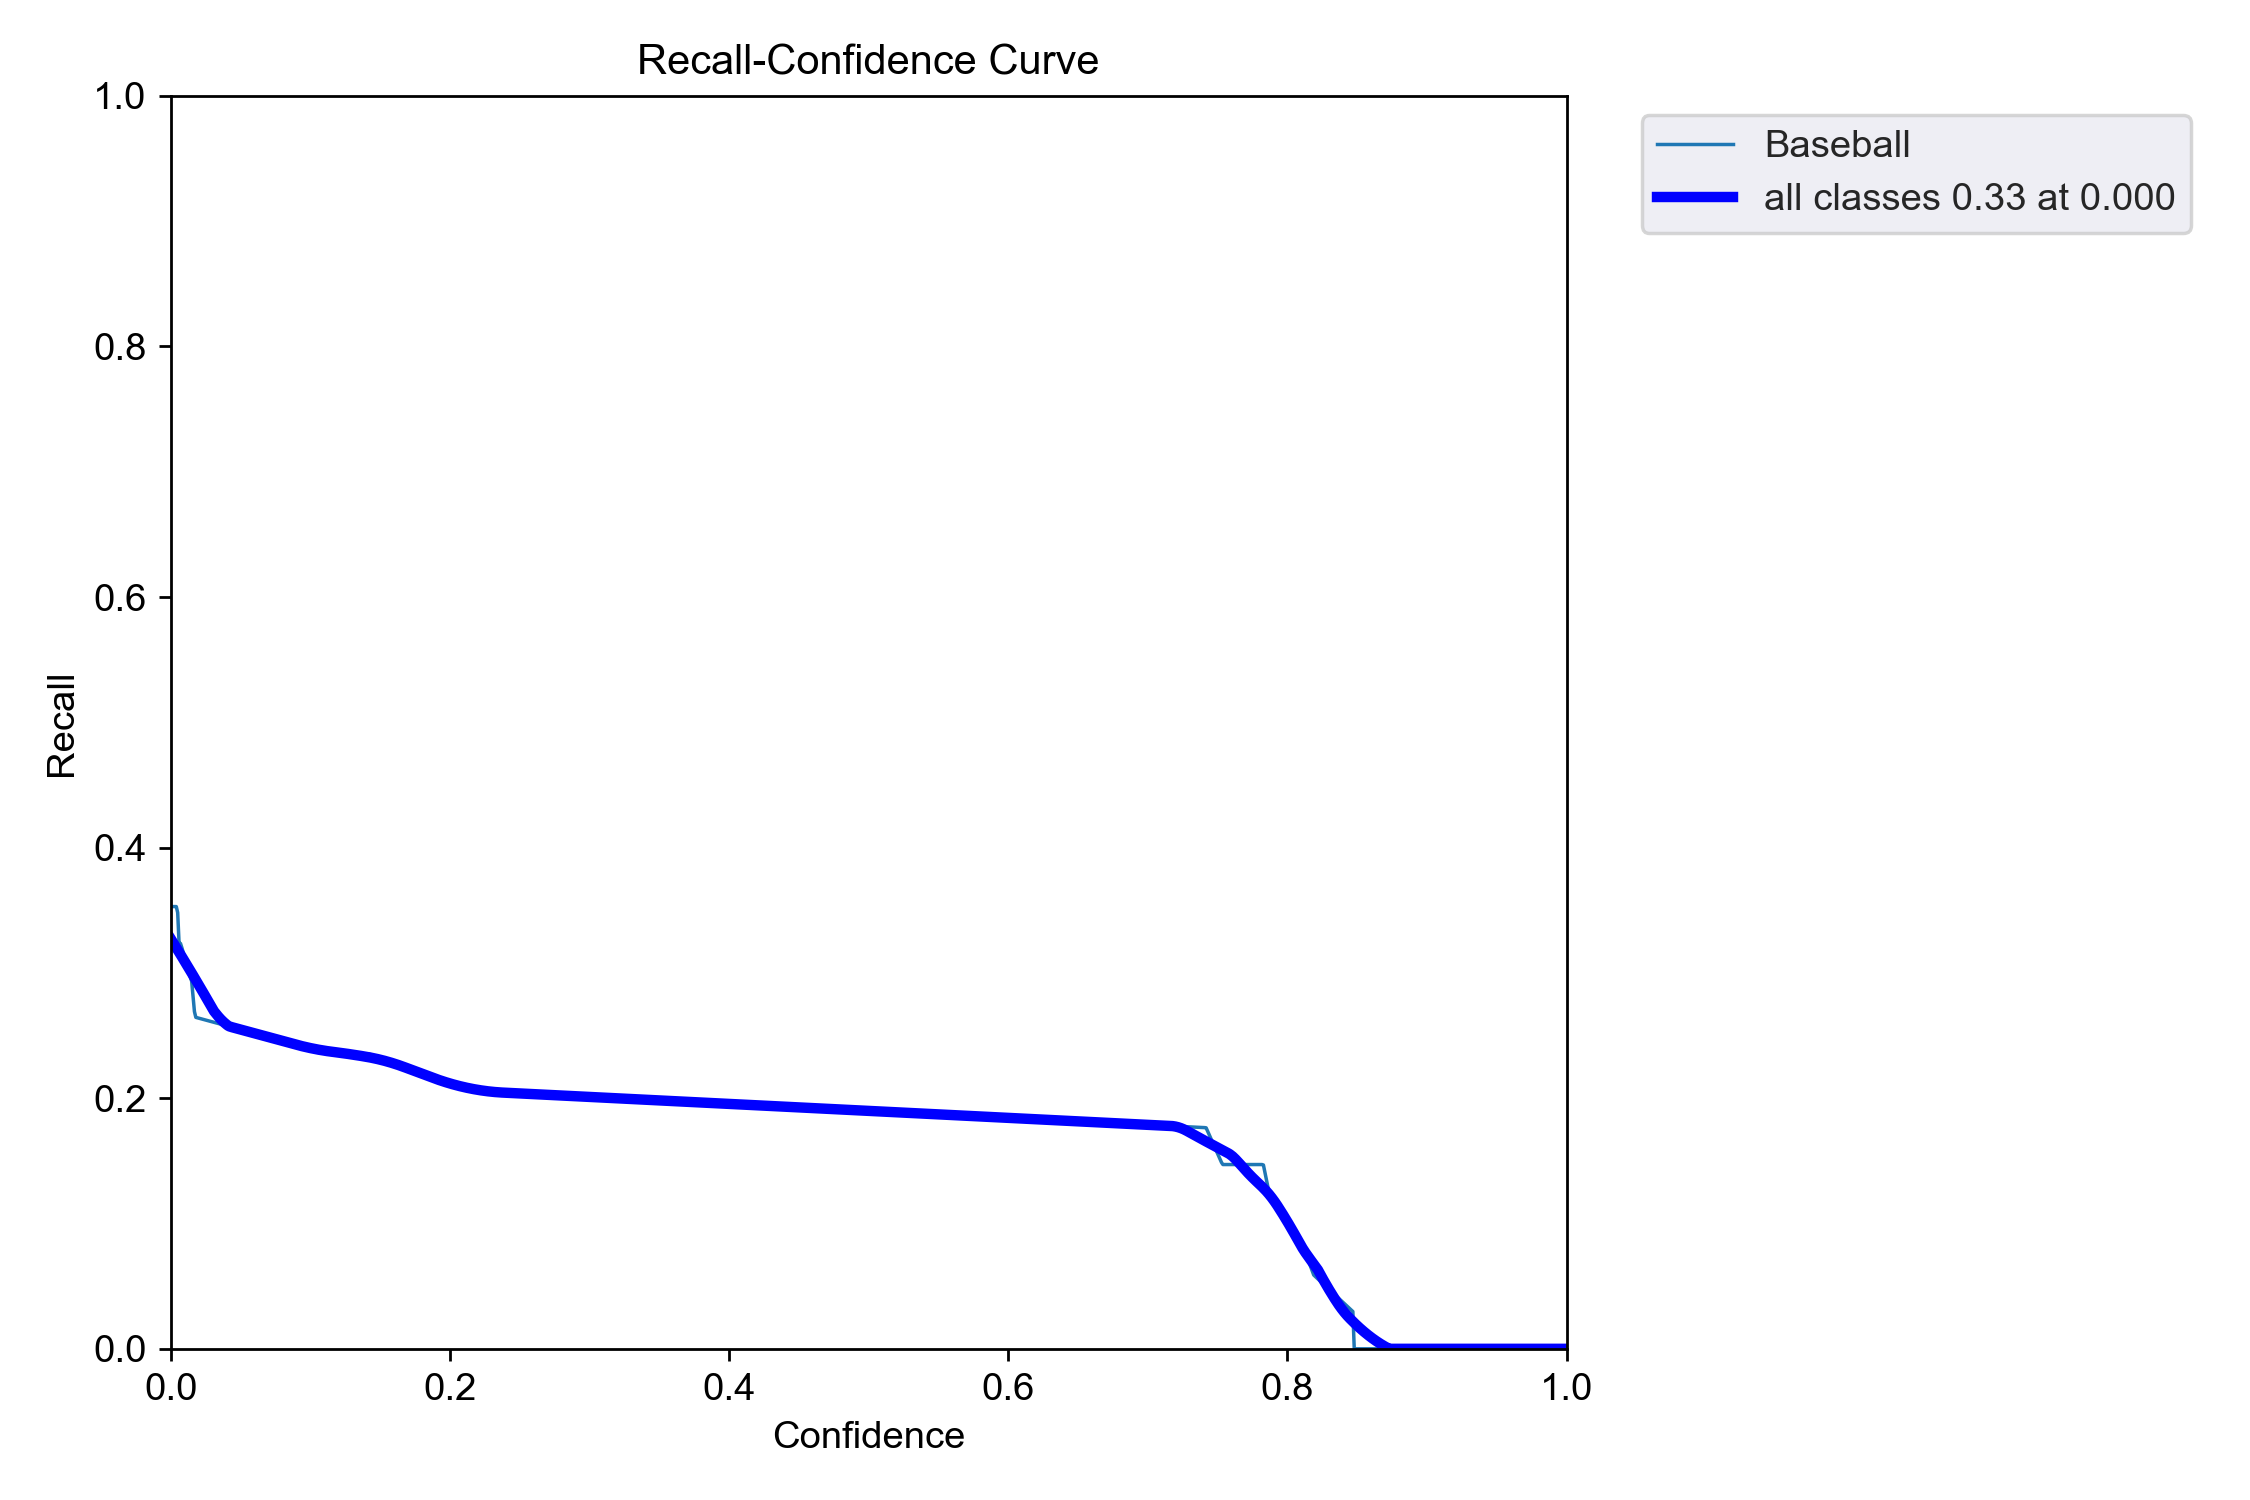 Recall-Confidence Curve
1.0
0.8
0.6
0.4
0.2
0.0
Recall
0.0 0.2 0.4 0.6 0.8 1.0
Confidence
Baseball
all classes 0.33 at 0.000